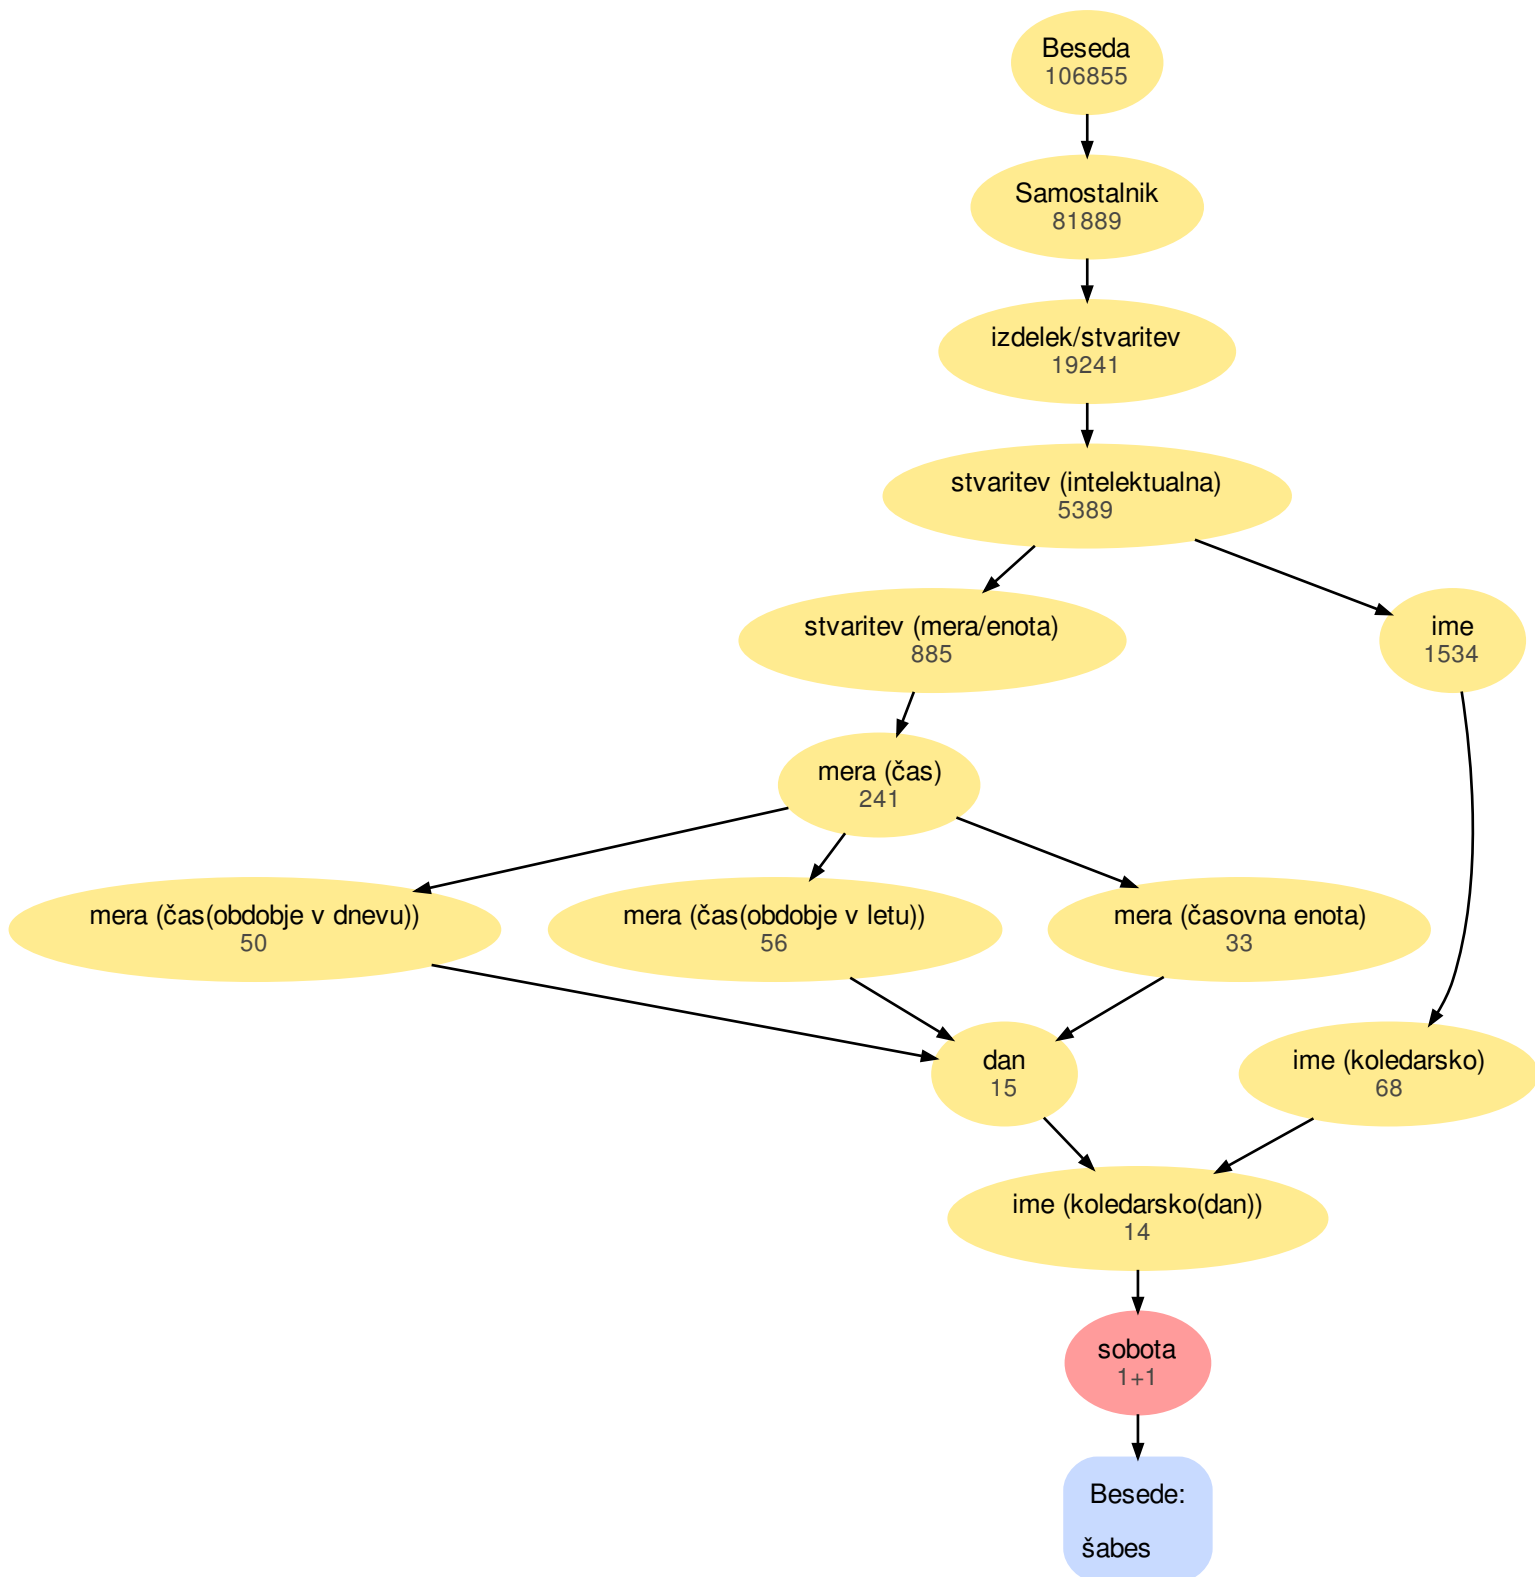 Beseda
106855
Samostalnik
81889
izdelek/stvaritev
19241
stvaritev (intelektualna)
5389
stvaritev (mera/enota)
885
ime
1534
mera (čas)
241
mera (čas(obdobje v dnevu))
50
mera (čas(obdobje v letu))
56
mera (časovna enota)
33
dan
15
ime (koledarsko)
68
ime (koledarsko(dan))
14
sobota
1+1
Besede:
šabes